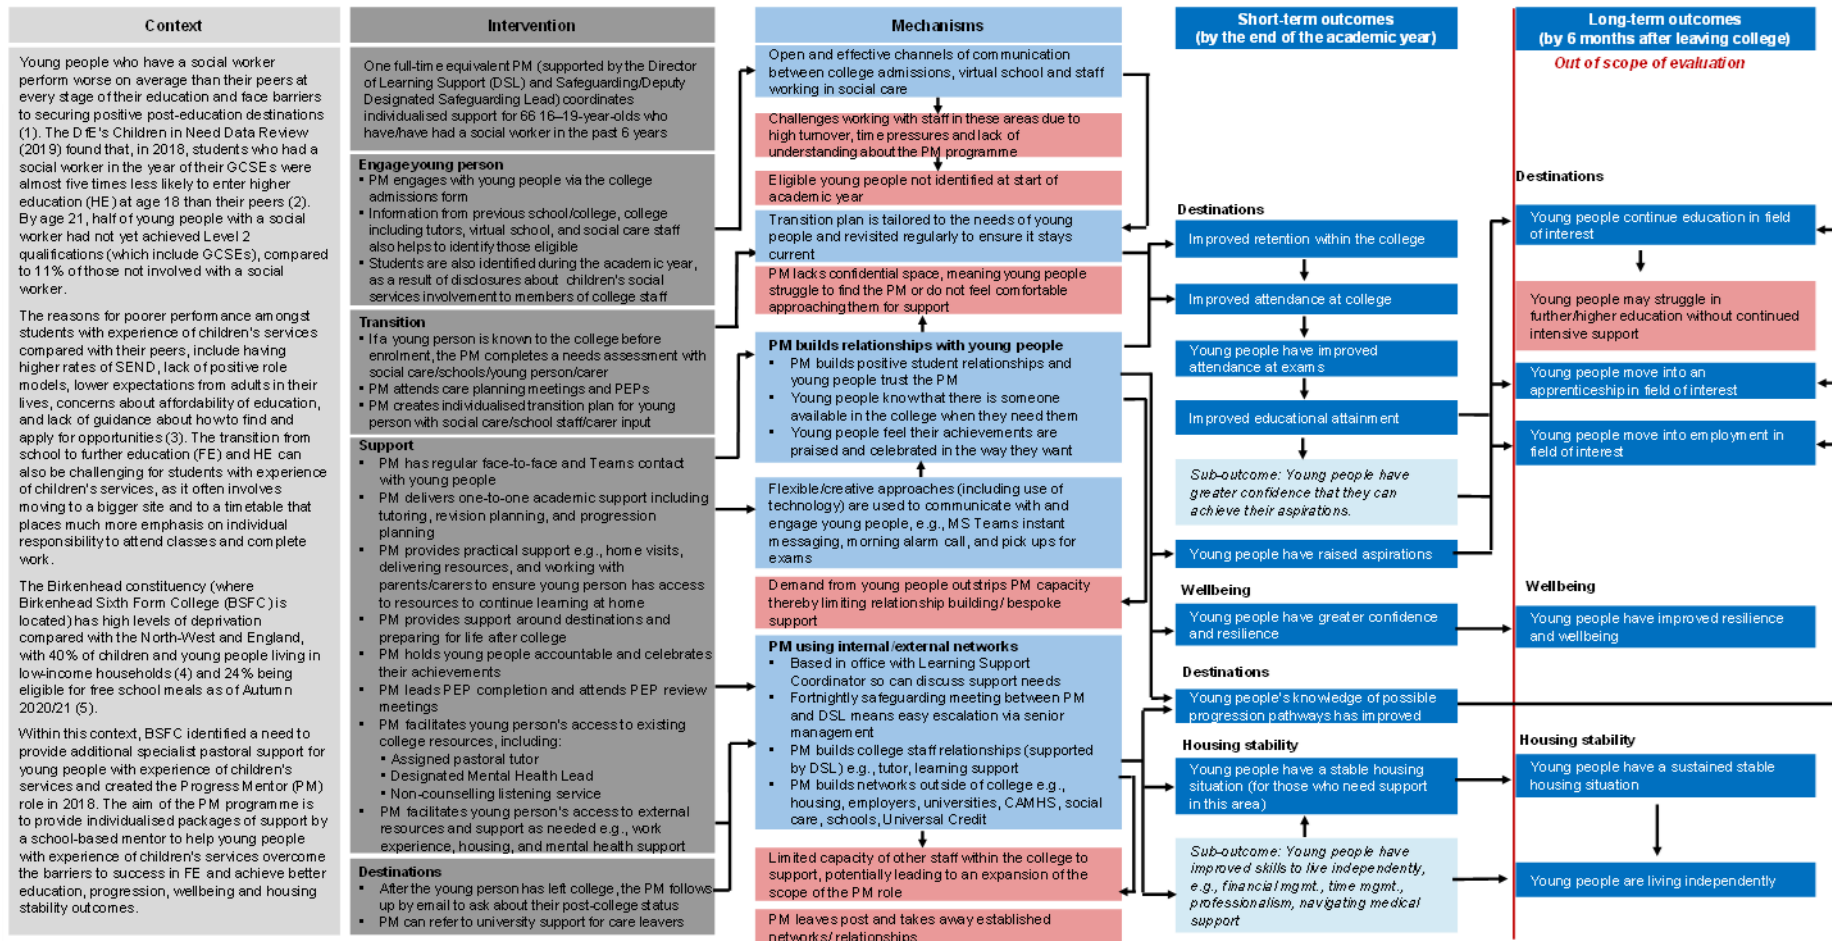 Context
Young people who have a social worker
perform worse on average than their peers at
every stage of their education and face barriers
to securing positive post-education destinations
(1). The DfE's Children in Need Data Review
(2019) found that, in 2018, students who had a
social worker in the year of their GCSEs were
almost five times less likely to enter higher
education (HE) at age 18 than their peers (2).
By age 21, half of young people with a social
worker had not yet achieved Level 2
qualifications (which include GCSEs), compared
to 11% of those not involved with a social
worker.
The reasons for poorer performance amongst
students with experience of children's services
compared with their peers, include having
higher rates of SEND, lack of positive role
models, lower expectations from adults in their
lives, concerns about affordability of education,
and lack of guidance about how to find and
apply for opportunities (3). The transition from
school to further education (FE) and HE can
also be challenging for students with experience
of children's services, as it often involves
moving to a bigger site and to a timetable that
places much more emphasis on individual
responsibility to attend classes and complete
work.
The Birkenhead constituency (where
Birkenhead Sixth Form College (BSFC) is
located) has high levels of deprivation
compared with the North-West and England,
with 40% of children and young people living in
low-income households (4) and 24% being
eligible for free school meals as of Autumn
2020/21 (5).
Within this context, BSFC identified a need to
provide additional specialist pastoral support for
young people with experience of children's
services and created the Progress Mentor (PM)
role in 2018. The aim of the PM programme is
to provide individualised packages of support by
a school-based mentor to help young people
with experience of children's services overcome
the barriers to success in FE and achieve better
education, progression, wellbeing and housing
stability outcomes.
Intervention
One full-time equivalent PM (supported by the Director
of Learning Support (DSL) and Safeguarding/Deputy
Designated Safeguarding Lead) coordinates
individualised support for 66 16–19-year-olds who
have/have had a social worker in the past 6 years
Engage young person
▪ PM engages with young people via the college
admissions form
▪ Information from previous school/college, college
including tutors, virtual school, and social care staff
also helps to identify those eligible
▪ Students are also identified during the academic year,
as a result of disclosures about children's social
services involvement to members of college staff
Transition
▪ If a young person is known to the college before
enrolment, the PM completes a needs assessment with
social care/schools/young person/carer
▪ PM attends care planning meetings and PEPs
▪ PM creates individualised transition plan for young
person with social care/school staff/carer input
Support
▪ PM has regular face-to-face and Teams contact
with young people
▪ PM delivers one-to-one academic support including
tutoring, revision planning, and progression
planning
▪ PM provides practical support e.g., home visits,
delivering resources, and working with
parents/carers to ensure young person has access
to resources to continue learning at home
▪ PM provides support around destinations and
preparing for life after college
▪ PM holds young people accountable and celebrates
their achievements
▪ PM leads PEP completion and attends PEP review
meetings
▪ PM facilitates young person's access to existing
college resources, including:
▪ Assigned pastoral tutor
▪ Designated Mental Health Lead
▪ Non-counselling listening service
▪ PM facilitates young person's access to external
resources and support as needed e.g., work
experience, housing, and mental health support
Destinations
▪ After the young person has left college, the PM follows
up by email to ask about their post-college status
▪ PM can refer to university support for care leavers
Mechanisms
Open and effective channels of communication
between college admissions, virtual school and staff
working in social care
Challenges working with staff in these areas due to
high turnover, time pressures and lack of
understanding about the PM programme
Eligible young people not identified at start of
academic year
Transition plan is tailored to the needs of young
people and revisited regularly to ensure it stays
current
PM lacks confidential space, meaning young people
struggle to find the PM or do not feel comfortable
approaching them for support
PM builds relationships with young people
▪ PM builds positive student relationships and
young people trust the PM
▪ Young people know that there is someone
available in the college when they need them
▪ Young people feel their achievements are
praised and celebrated in the way they want
Flexible/creative approaches (including use of
technology) are used to communicate with and
engage young people, e.g., MS Teams instant
messaging, morning alarm call, and pick ups for
exams
Demand from young people outstrips PM capacity
thereby limiting relationship building/ bespoke
support
PM using internal/external networks
▪ Based in office with Learning Support
Coordinator so can discuss support needs
▪ Fortnightly safeguarding meeting between PM
and DSL means easy escalation via senior
management
▪ PM builds college staff relationships (supported
by DSL) e.g., tutor, learning support
▪ PM builds networks outside of college e.g.,
housing, employers, universities, CAMHS, social
care, schools, Universal Credit
Limited capacity of other staff within the college to
support, potentially leading to an expansion of the
scope of the PM role
PM leaves post and takes away established
networks/ relationships
Short-term outcomes
(by the end of the academic year)
Destinations
Improved retention within the college
Improved attendance at college
Young people have improved
attendance at exams
Improved educational attainment
Sub-outcome: Young people have
greater confidence that they can
achieve their aspirations.
Young people have raised aspirations
Wellbeing
Young people have greater confidence
and resilience
Destinations
Young people's knowledge of possible
progression pathways has improved
Housing stability
Young people have a stable housing
situation (for those who need support
in this area)
Sub-outcome: Young people have
improved skills to live independently,
e.g., financial mgmt., time mgmt.,
professionalism, navigating medical
support
Long-term outcomes
(by 6 months after leaving college)
Out of scope of evaluation
Destinations
Young people continue education in field
of interest
Young people may struggle in
further/higher education without continued
intensive support
Young people move into an
apprenticeship in field of interest
Young people move into employment in
field of interest
Wellbeing
Young people have improved resilience
and wellbeing
Housing stability
Young people have a sustained stable
housing situation
Young people are living independently